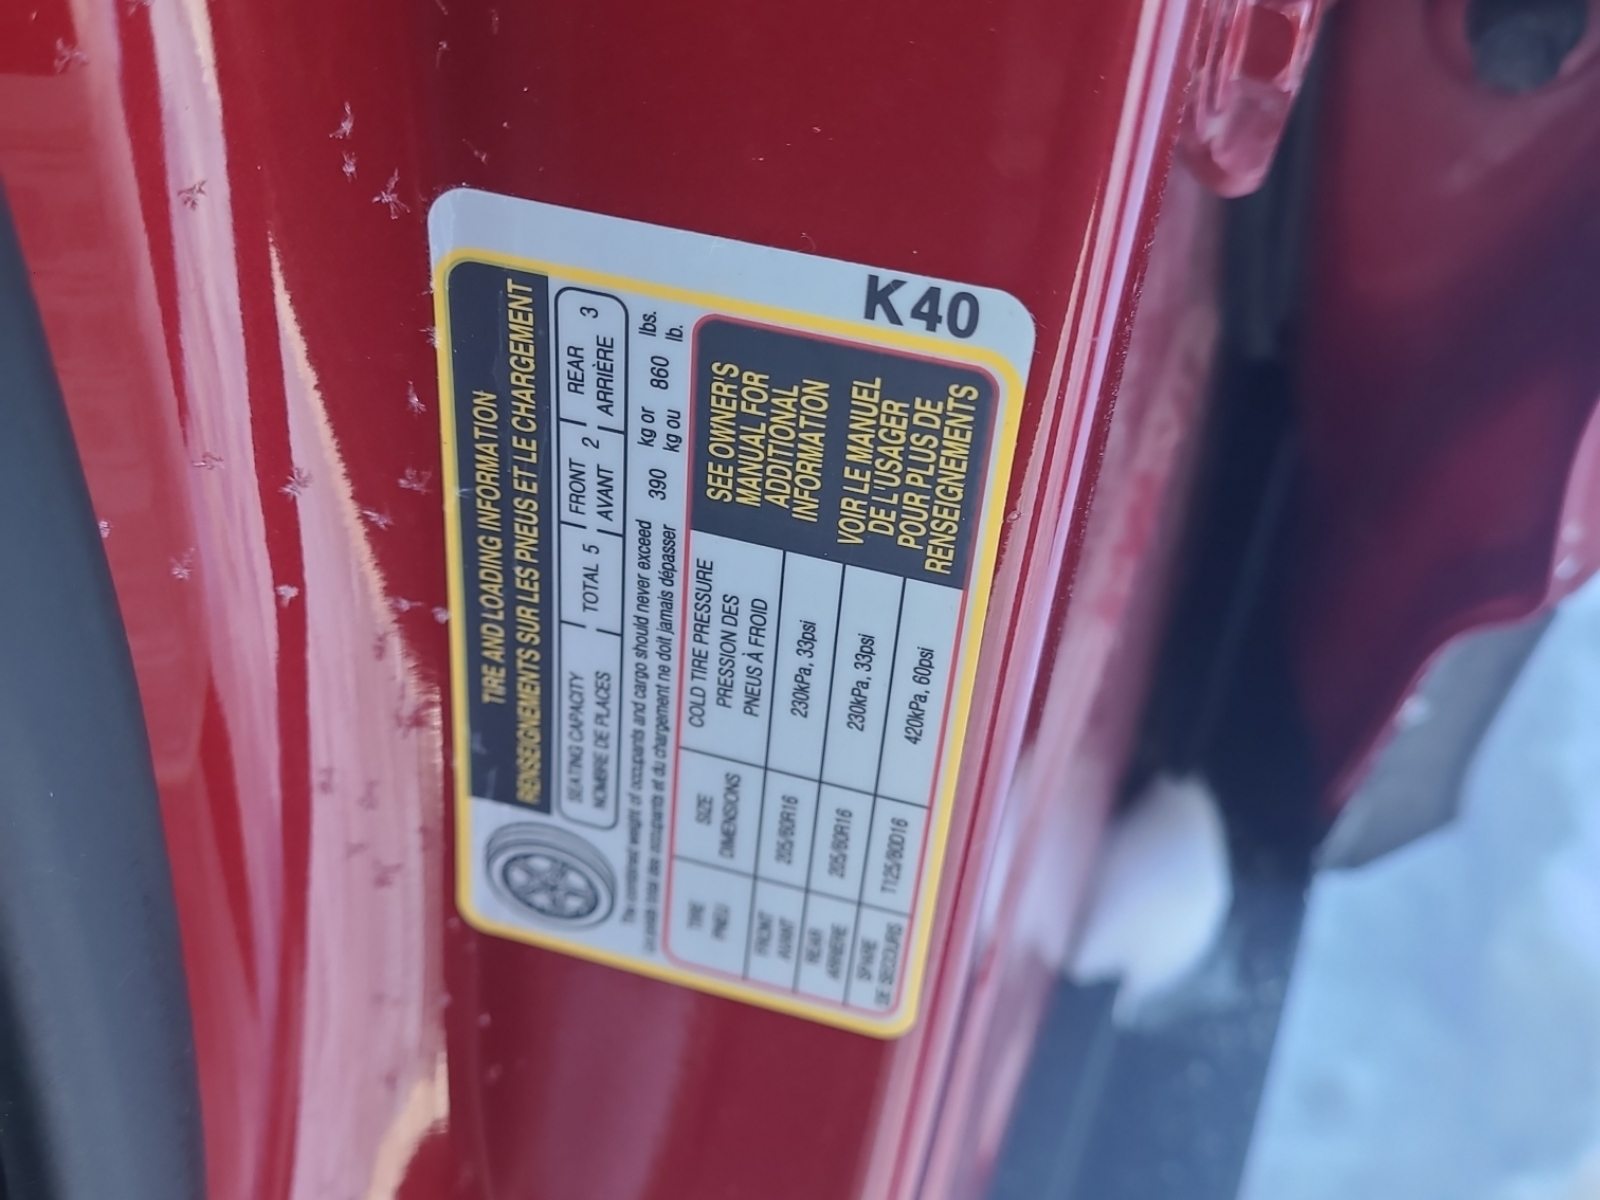 K40
TIRE AND LOADING INFORMATION
RENSEIGNEMENTS SUR LES PNEUS ET LE CHARGEMENT
SEATING CAPACITY
NOMBRE DE PLACES
TOTAL 5
FRONT
AVANT
2
REAR
ARRIÈRE
3
The combined weight of occupants and cargo should never exceed 390 kg or 860 lbs.
Le poids total des occupants et du chargement ne doit jamais dépasser kg ou lb.
TIRE
PNEU
SIZE
DIMENSIONS
COLD TIRE PRESSURE
PRESSION DES
PNEUS À FROID
FRONT
AVANT
205/60R16
230kPa, 33psi
REAR
ARRIÈRE
205/60R16
230kPa, 33psi
SPARE
DE SECOURS
T125/80D16
420kPa, 60psi
SEE OWNER'S
MANUAL FOR
ADDITIONAL
INFORMATION
VOIR LE MANUEL
DE L'USAGER
POUR PLUS DE
RENSEIGNEMENTS